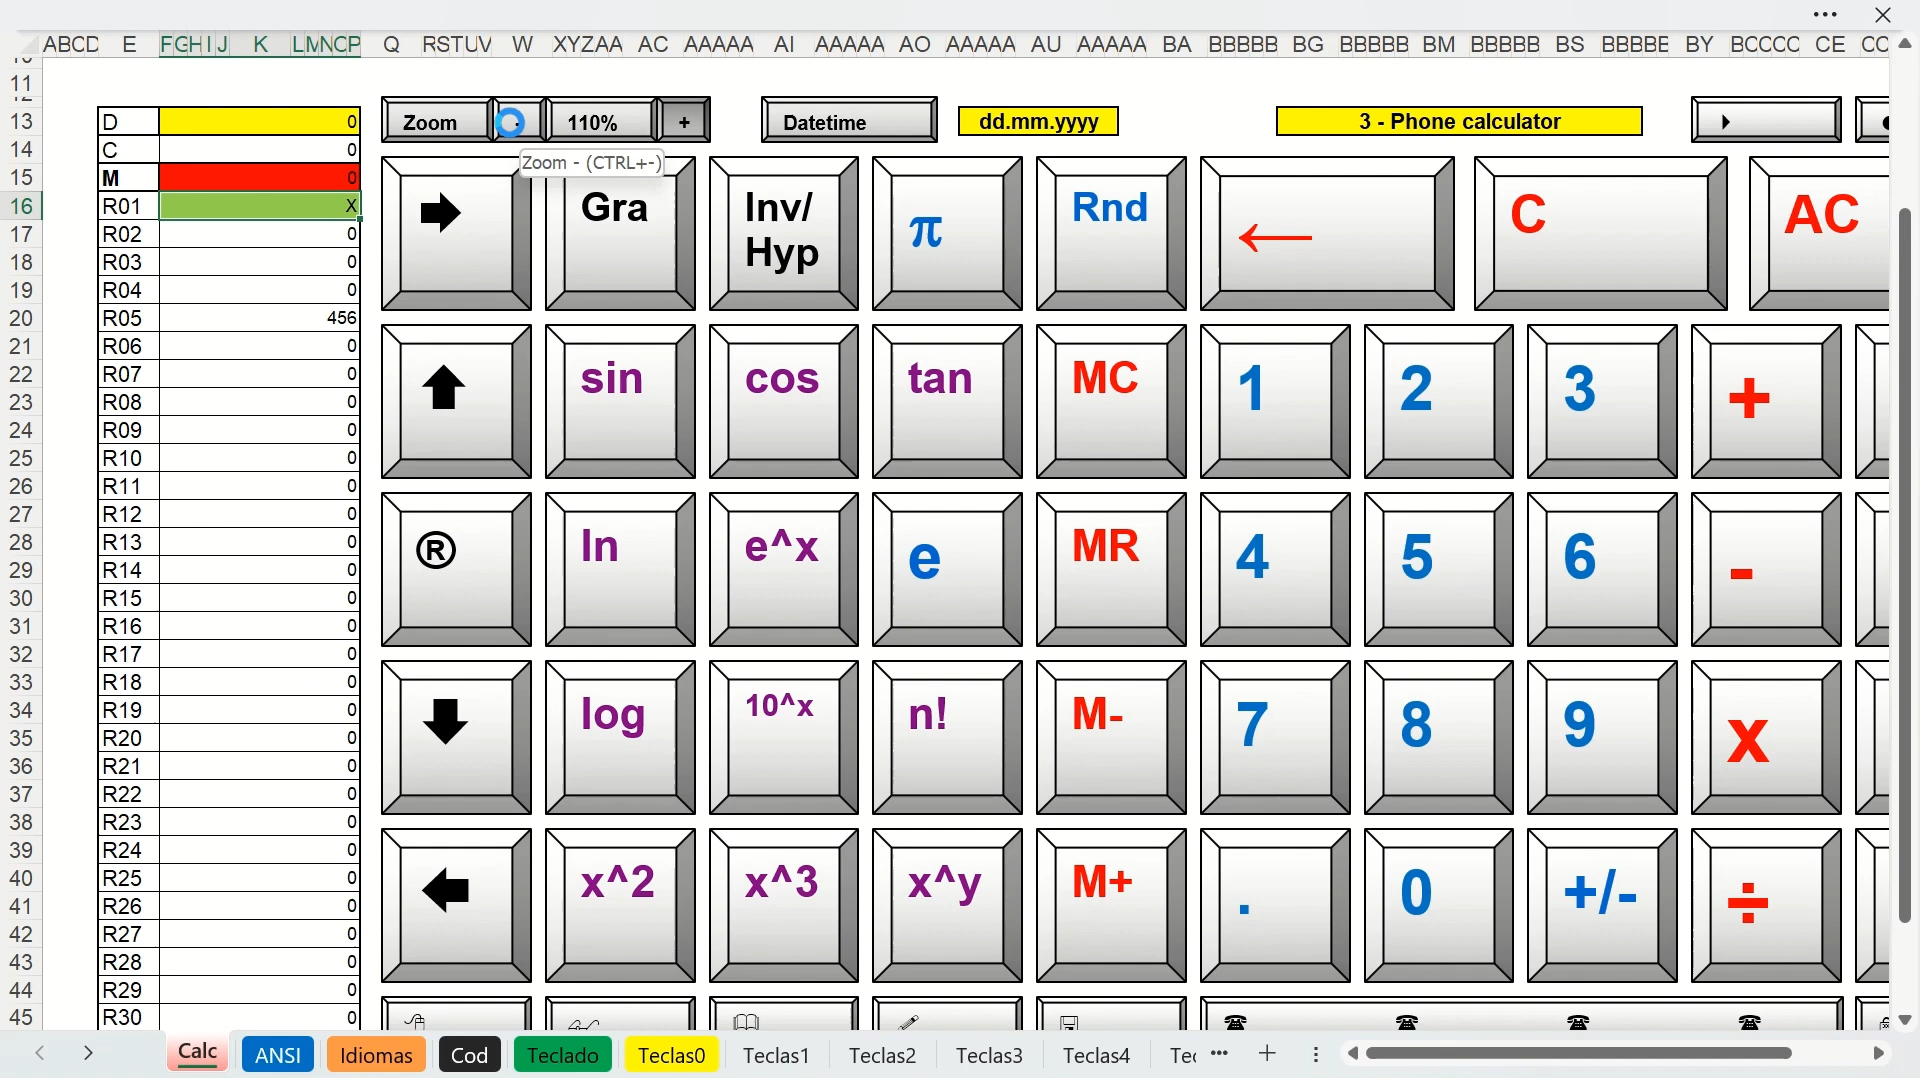 ABCD E FGHIJ K LMNOP Q RSTUV W XYZAA AC AAAAA AI AAAAA AO AAAAA AU AAAAA BA BBBBB BG BBBBB BM BBBBB BS BBBBB BY BCCCC CE CC
11
13 D 0 Zoom - 110% + Datetime dd.mm.yyyy 3 - Phone calculator
14 C 0
15 M 0
Zoom - (CTRL+-)
16 R01 X
17 R02 0
18 R03 0
19 R04 0
20 R05 456
21 R06 0
22 R07 0
23 R08 0
24 R09 0
25 R10 0
26 R11 0
27 R12 0
28 R13 0
29 R14 0
30 R15 0
31 R16 0
32 R17 0
33 R18 0
34 R19 0
35 R20 0
36 R21 0
37 R22 0
38 R23 0
39 R24 0
40 R25 0
41 R26 0
42 R27 0
43 R28 0
44 R29 0
45 R30 0
Gra Inv/ π Rnd ← C AC
Hyp
sin cos tan MC 1 2 3 +
® ln e^x e MR 4 5 6 -
log 10^x n! M- 7 8 9 x
x^2 x^3 x^y M+ . 0 +/- ÷
Calc ANSI Idiomas Cod Teclado Teclas0 Teclas1 Teclas2 Teclas3 Teclas4